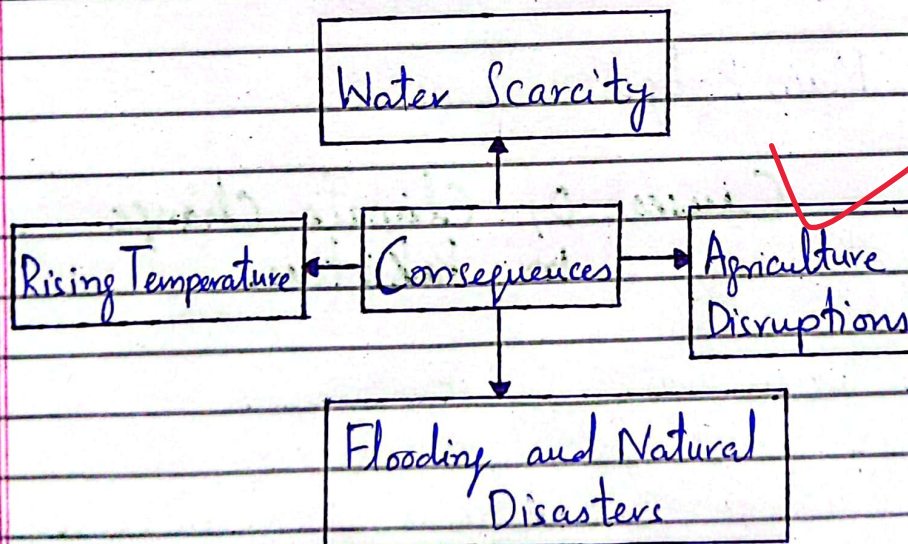 Water Scarcity
Rising Temperature
Consequences
Agriculture
Disruptions
Flooding and Natural
Disasters